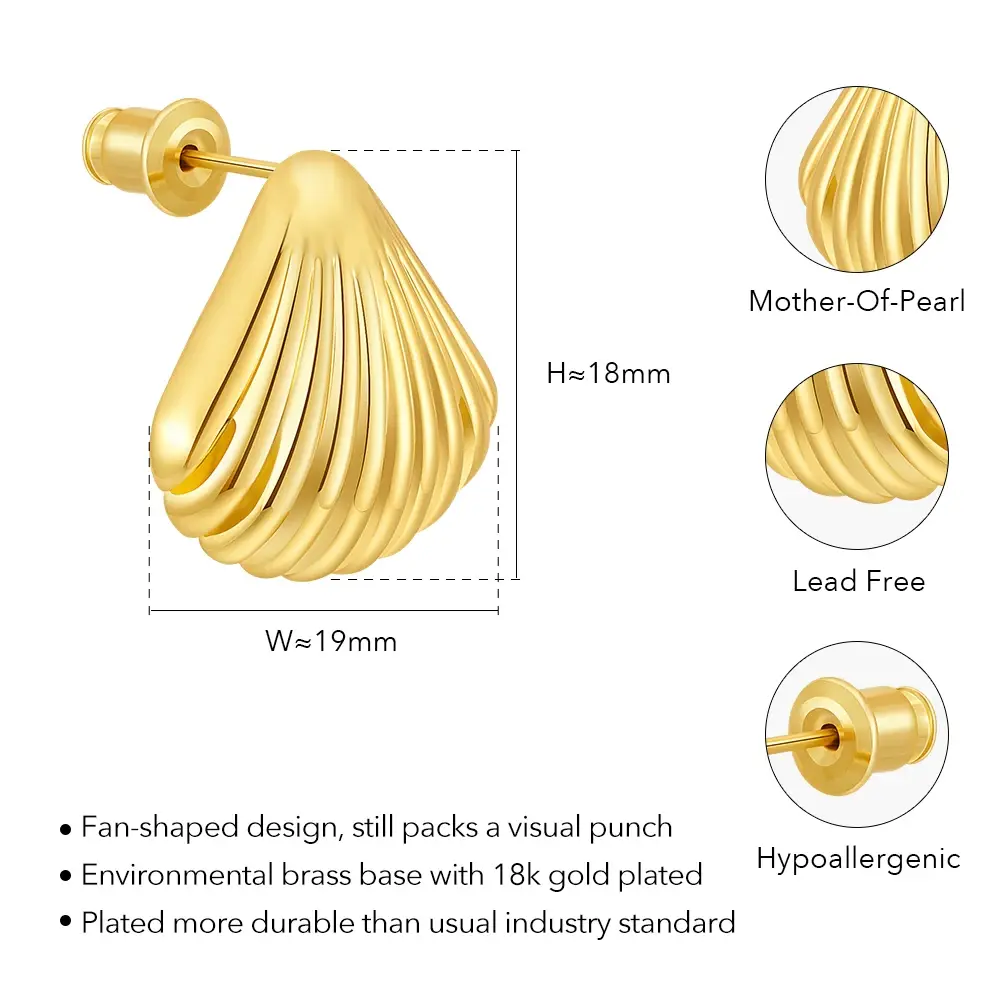 Mother-Of-Pearl
H≈18mm
Lead Free
W≈19mm
Hypoallergenic
• Fan-shaped design, still packs a visual punch
• Environmental brass base with 18k gold plated
• Plated more durable than usual industry standard